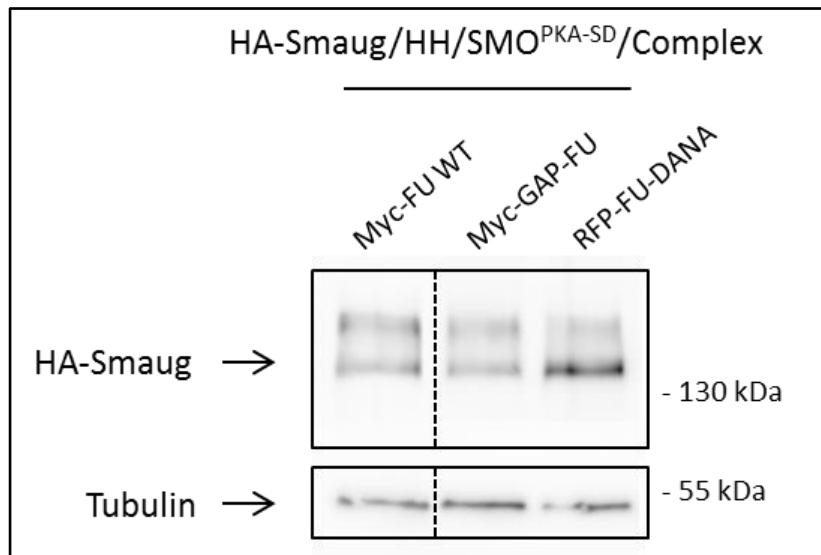 HA-Smaug/HH/SMO^PKA-SD/Complex
Myc-FU WT
Myc-GAP-FU
RFP-FU-DANA
HA-Smaug
- 130 kDa
- 55 kDa
Tubulin